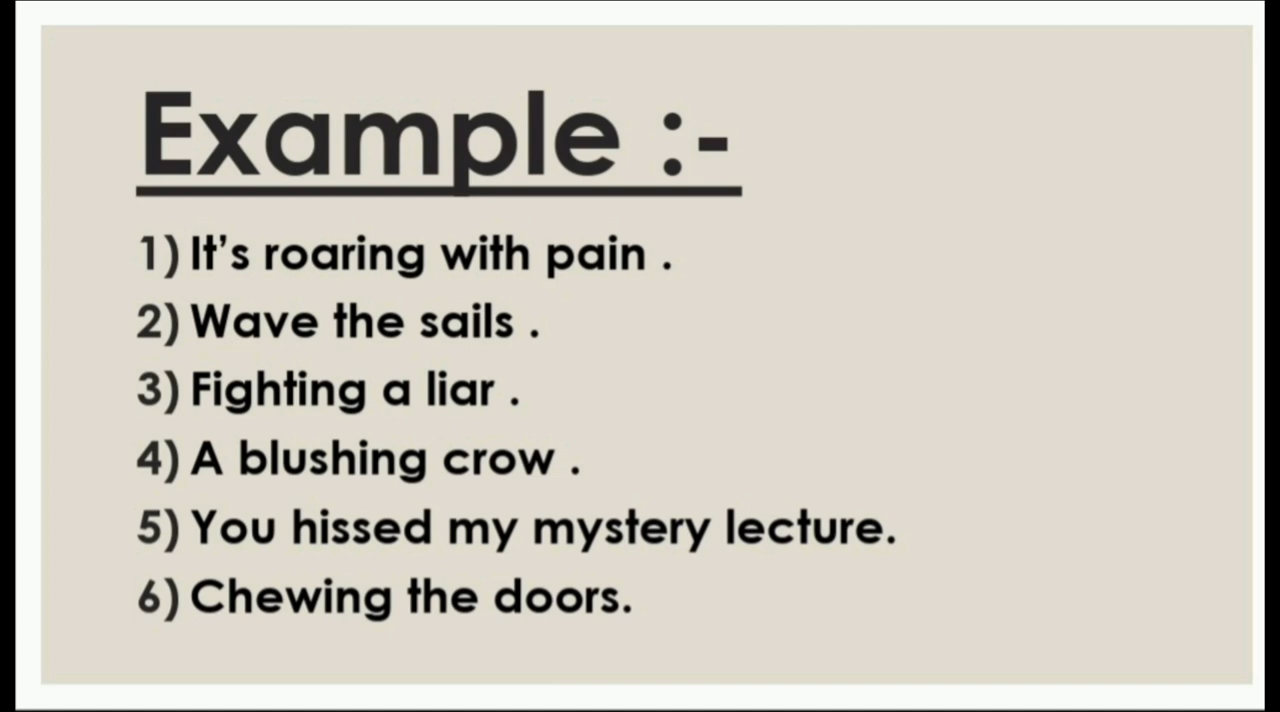 Example :-
1) It's roaring with pain .
2) Wave the sails .
3) Fighting a liar .
4) A blushing crow .
5) You hissed my mystery lecture.
6) Chewing the doors.